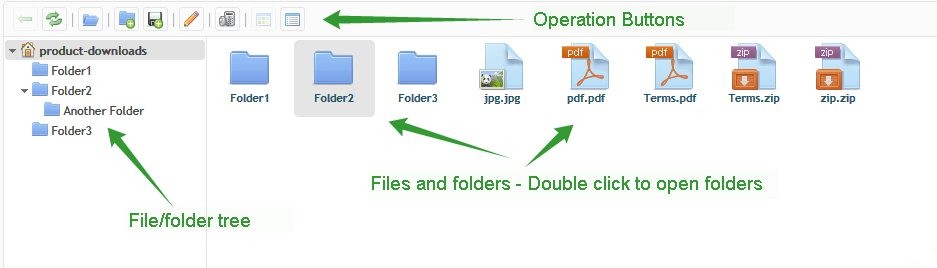 Operation Buttons
product-downloads
Folder1
Folder2
Another Folder
Folder3
Folder1
Folder2
Folder3
jpg.jpg
pdf
pdf.pdf
pdf
Terms.pdf
zip
Terms.zip
zip
zip.zip
Files and folders - Double click to open folders
File/folder tree